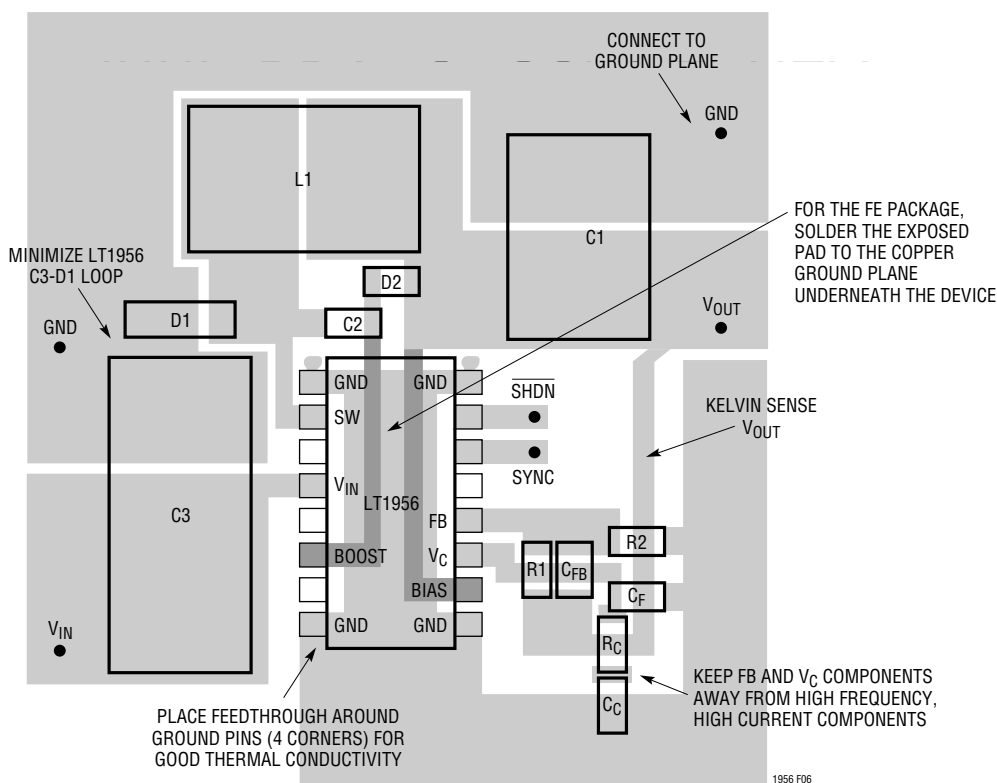 CONNECT TO
GROUND PLANE
GND
L1
C1
FOR THE FE PACKAGE,
SOLDER THE EXPOSED
PAD TO THE COPPER
GROUND PLANE
UNDERNEATH THE DEVICE
MINIMIZE LT1956
C3-D1 LOOP
D2
GND
D1
C2
VOUT
GND
GND
SHDN
SW
KELVIN SENSE
VOUT
SYNC
VIN
LT1956
C3
FB
R2
BOOST
VC
R1
CFB
BIAS
CF
VIN
GND
GND
RC
KEEP FB AND VC COMPONENTS
AWAY FROM HIGH FREQUENCY,
HIGH CURRENT COMPONENTS
CC
PLACE FEEDTHROUGH AROUND
GROUND PINS (4 CORNERS) FOR
GOOD THERMAL CONDUCTIVITY
1956 F06